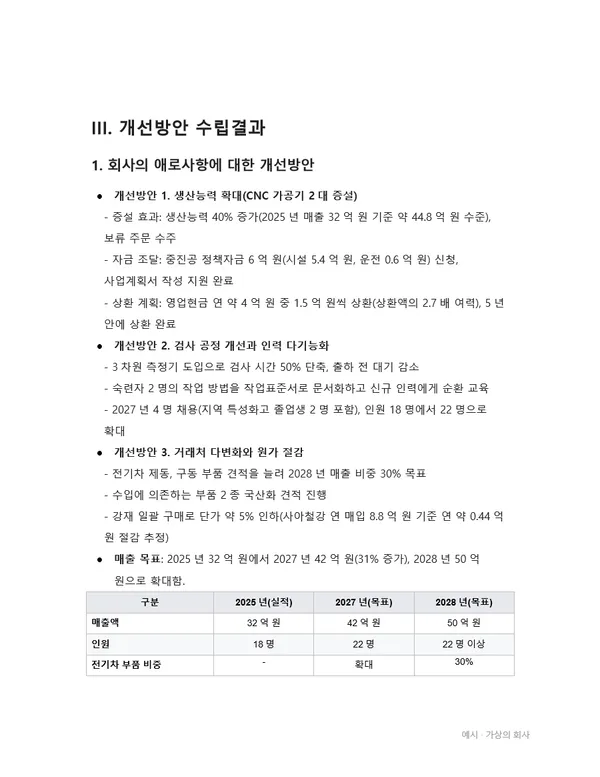 III. 개선방안 수립결과
1. 회사의 애로사항에 대한 개선방안
● 개선방안 1. 생산능력 확대(CNC 가공기 2 대 증설)
- 증설 효과: 생산능력 40% 증가(2025 년 매출 32 억 원 기준 약 44.8 억 원 수준),
보류 주문 수주
- 자금 조달: 중진공 정책자금 6 억 원(시설 5.4 억 원, 운전 0.6 억 원) 신청,
사업계획서 작성 지원 완료
- 상환 계획: 영업현금 연 약 4 억 원 중 1.5 억 원씩 상환(상환액의 2.7 배 여력), 5 년
안에 상환 완료
● 개선방안 2. 검사 공정 개선과 인력 다기능화
- 3 차원 측정기 도입으로 검사 시간 50% 단축, 출하 전 대기 감소
- 숙련자 2 명의 작업 방법을 작업표준서로 문서화하고 신규 인력에게 순환 교육
- 2027 년 4 명 채용(지역 특성화고 졸업생 2 명 포함), 인원 18 명에서 22 명으로
확대
● 개선방안 3. 거래처 다변화와 원가 절감
- 전기차 제동, 구동 부품 견적을 늘려 2028 년 매출 비중 30% 목표
- 수입에 의존하는 부품 2 종 국산화 견적 진행
- 강재 일괄 구매로 단가 약 5% 인하(사아철강 연 매입 8.8 억 원 기준 연 약 0.44 억
원 절감 추정)
● 매출 목표: 2025 년 32 억 원에서 2027 년 42 억 원(31% 증가), 2028 년 50 억
원으로 확대함.
구분 2025 년(실적) 2027 년(목표) 2028 년(목표)
매출액 32 억 원 42 억 원 50 억 원
인원 18 명 22 명 22 명 이상
전기차 부품 비중 - 확대 30%
예시 · 가상의 회사